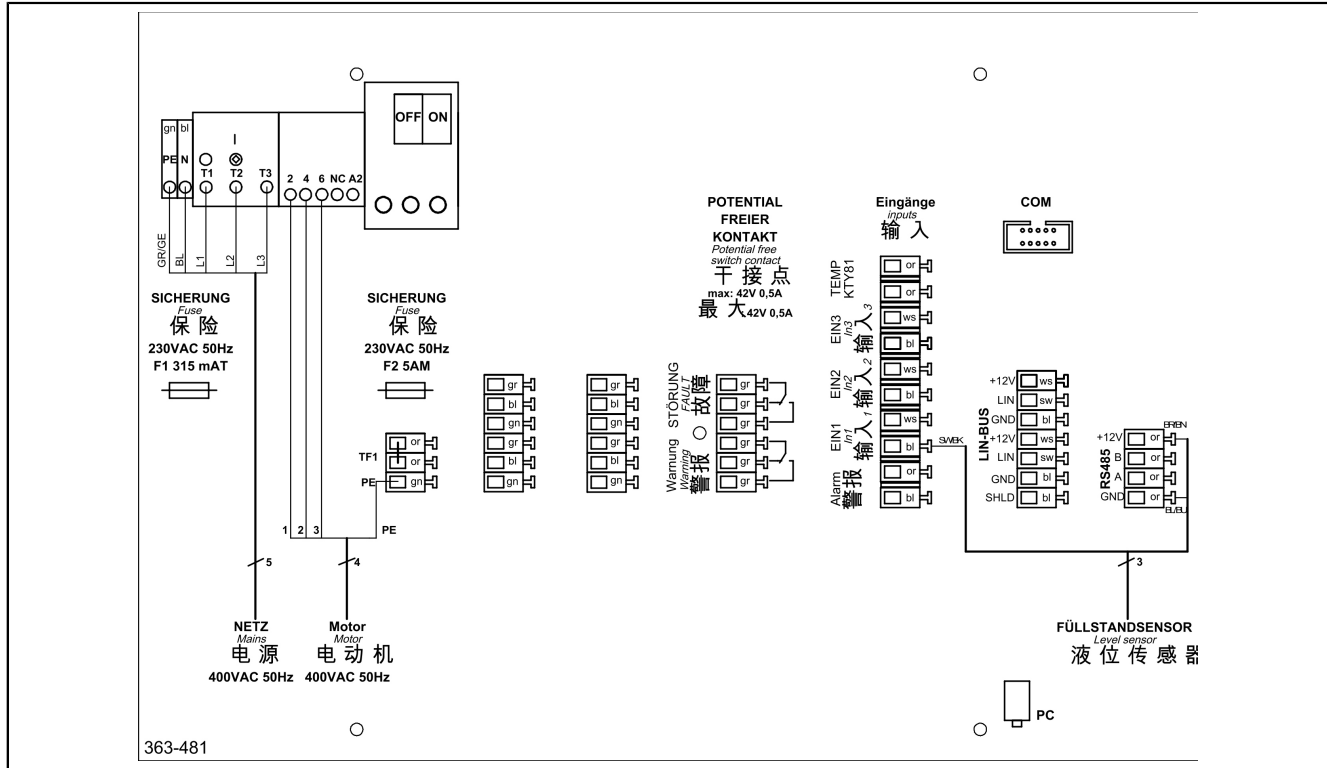 OFF ON
gn bl
I
PE N T1 T2 T3 2 4 6 NC A2
GR/GE BL L1 L2 L3
SICHERUNG
Fuse
保险
230VAC 50Hz
F1 315 mAT
SICHERUNG
Fuse
保险
230VAC 50Hz
F2 5AM
TF1 or
or
PE gn
1 2 3 PE
5
4
NETZ
Mains
电源
400VAC 50Hz
Motor
Motor
电动机
400VAC 50Hz
gr
bl
gn
gr
bl
gn
gr
bl
gn
gr
bl
gn
POTENTIAL
FREIER
KONTAKT
Potential free
switch contact
干接点
max: 42V 0,5A
最大 42V 0,5A
STÖRUNG
FAULT
故障
Warnung
Warning
警报
gr
gr
gr
gr
gr
gr
Eingänge
inputs
输入
TEMP
KTY81
or
or
EIN3
In3
输入3
ws
bl
EIN2
In2
输入2
ws
bl
EIN1
In1
输入1
ws
bl
Alarm
警报
or
bl
SW/BK
COM
LIN-BUS
+12V ws
LIN sw
GND bl
+12V ws
LIN sw
GND bl
SHLD bl
RS485
+12V or
B or
A or
GND or
BR/BN
BL/BU
3
FÜLLSTANDSENSOR
Level sensor
液位传感器
PC
363-481